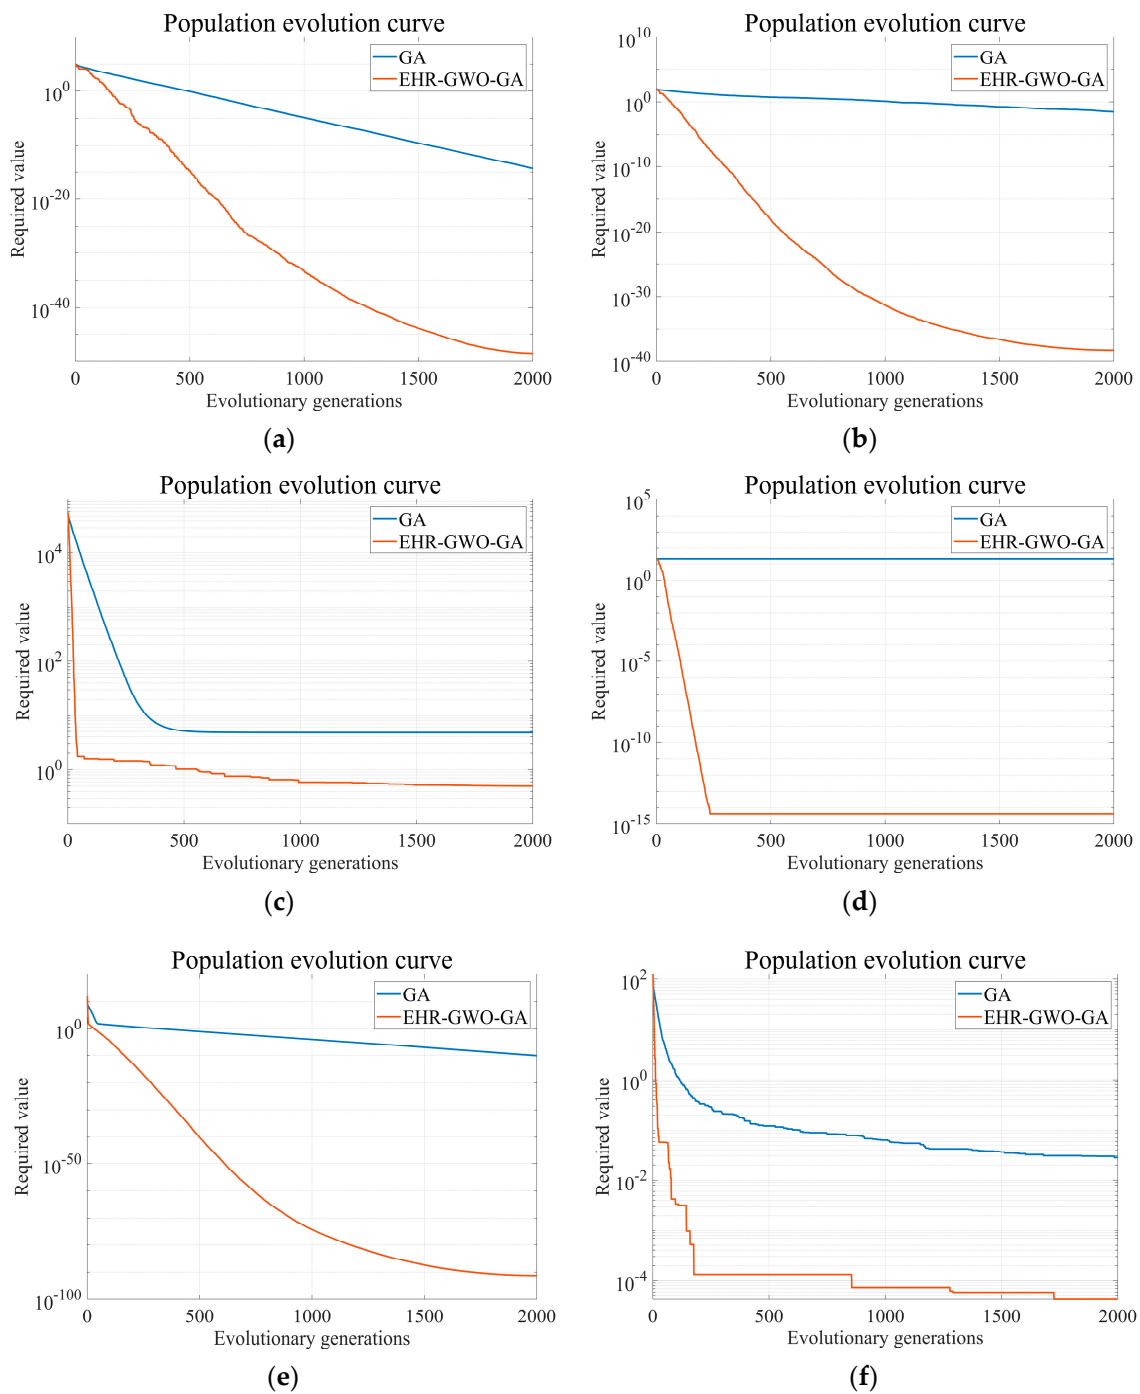 Population evolution curve
GA
EHR-GWO-GA
Required value
10^0
10^-20
10^-40
0 500 1000 1500 2000
Evolutionary generations
(a)
Population evolution curve
GA
EHR-GWO-GA
Required value
10^10
10^0
10^-10
10^-20
10^-30
10^-40
0 500 1000 1500 2000
Evolutionary generations
(b)
Population evolution curve
GA
EHR-GWO-GA
Required value
10^4
10^2
10^0
0 500 1000 1500 2000
Evolutionary generations
(c)
Population evolution curve
GA
EHR-GWO-GA
Required value
10^5
10^0
10^-5
10^-10
10^-15
0 500 1000 1500 2000
Evolutionary generations
(d)
Population evolution curve
GA
EHR-GWO-GA
Required value
10^0
10^-50
10^-100
0 500 1000 1500 2000
Evolutionary generations
(e)
Population evolution curve
GA
EHR-GWO-GA
Required value
10^2
10^0
10^-2
10^-4
0 500 1000 1500 2000
Evolutionary generations
(f)